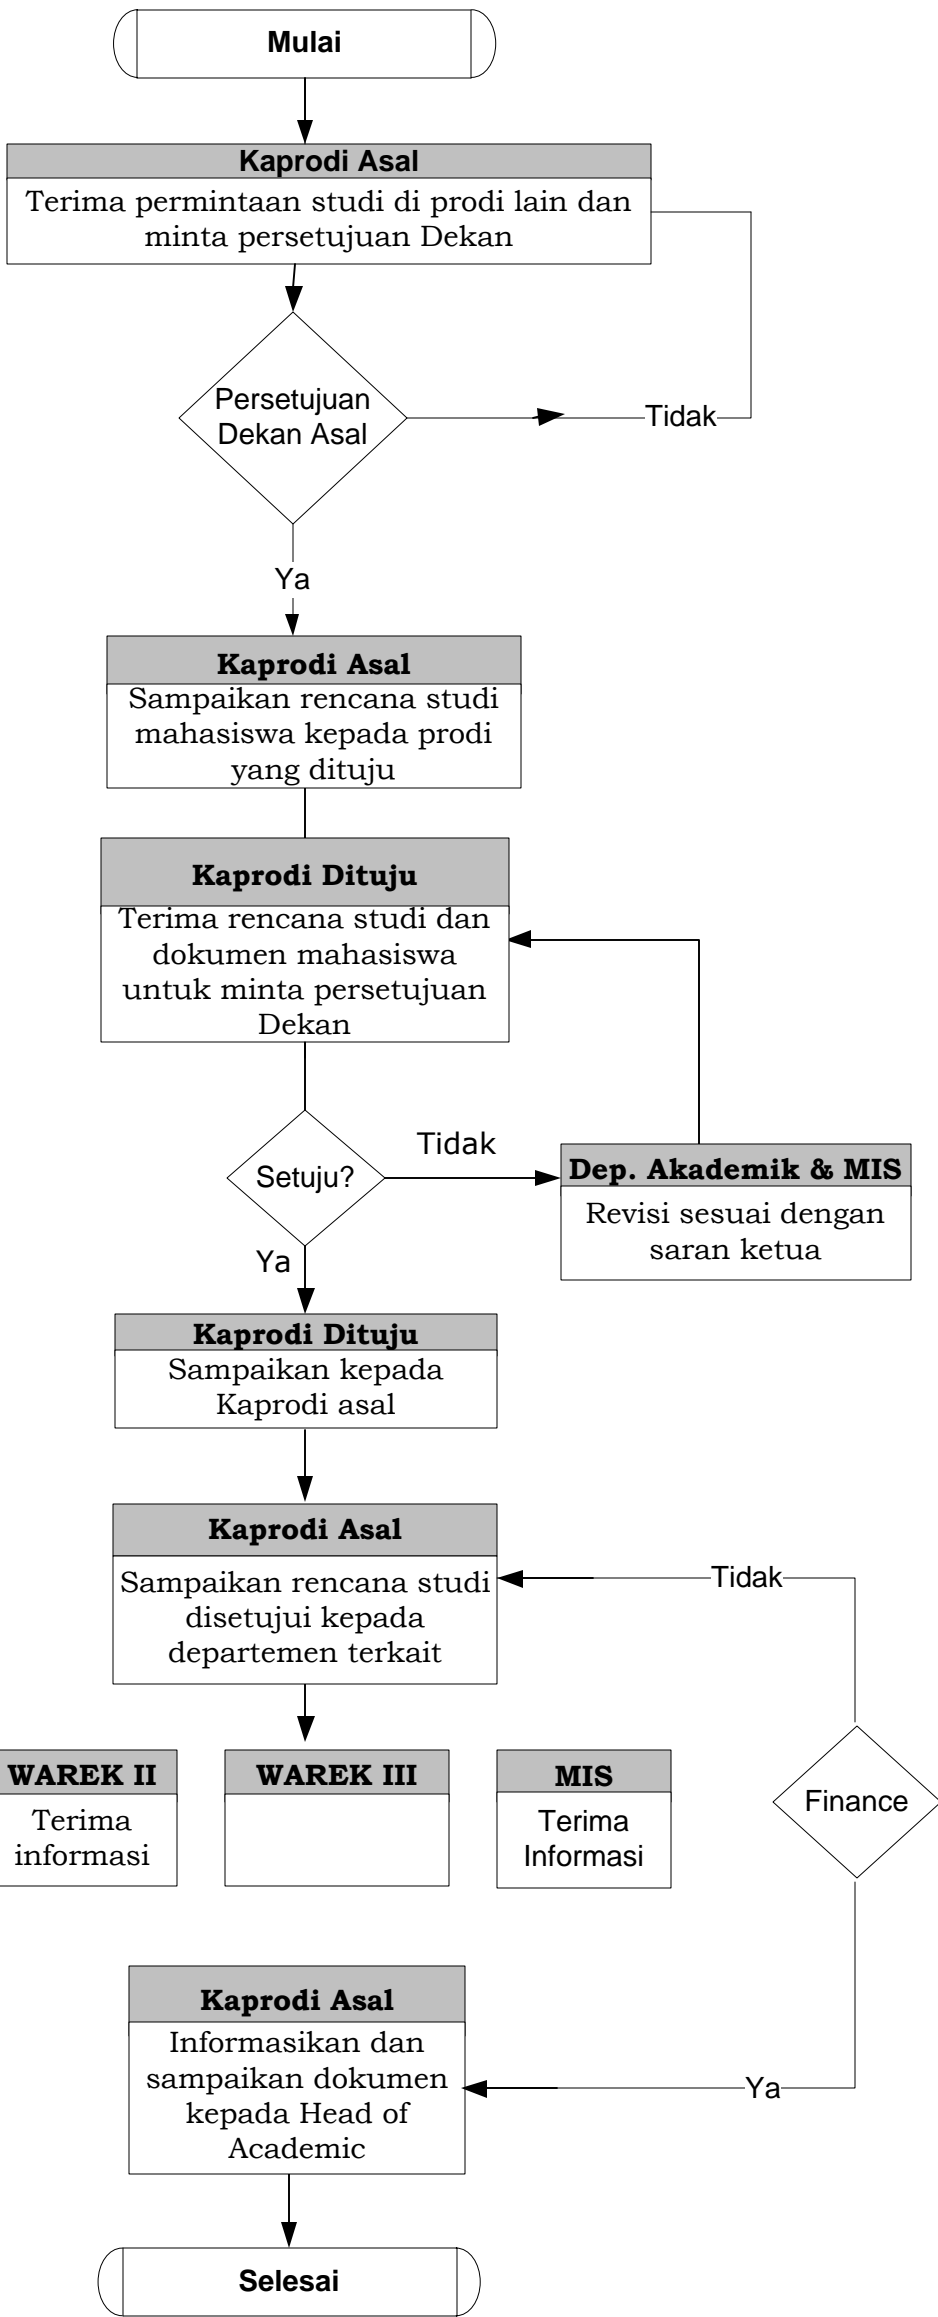 Mulai
Kaprodi Asal
Terima permintaan studi di prodi lain dan
minta persetujuan Dekan
Persetujuan
Dekan Asal
Tidak
Ya
Kaprodi Asal
Sampaikan rencana studi
mahasiswa kepada prodi
yang dituju
Kaprodi Dituju
Terima rencana studi dan
dokumen mahasiswa
untuk minta persetujuan
Dekan
Setuju?
Tidak
Dep. Akademik & MIS
Revisi sesuai dengan
saran ketua
Ya
Kaprodi Dituju
Sampaikan kepada
Kaprodi asal
Kaprodi Asal
Sampaikan rencana studi
disetujui kepada
departemen terkait
Tidak
WAREK II
Terima
informasi
WAREK III
MIS
Terima
Informasi
Finance
Kaprodi Asal
Informasikan dan
sampaikan dokumen
kepada Head of
Academic
Ya
Selesai